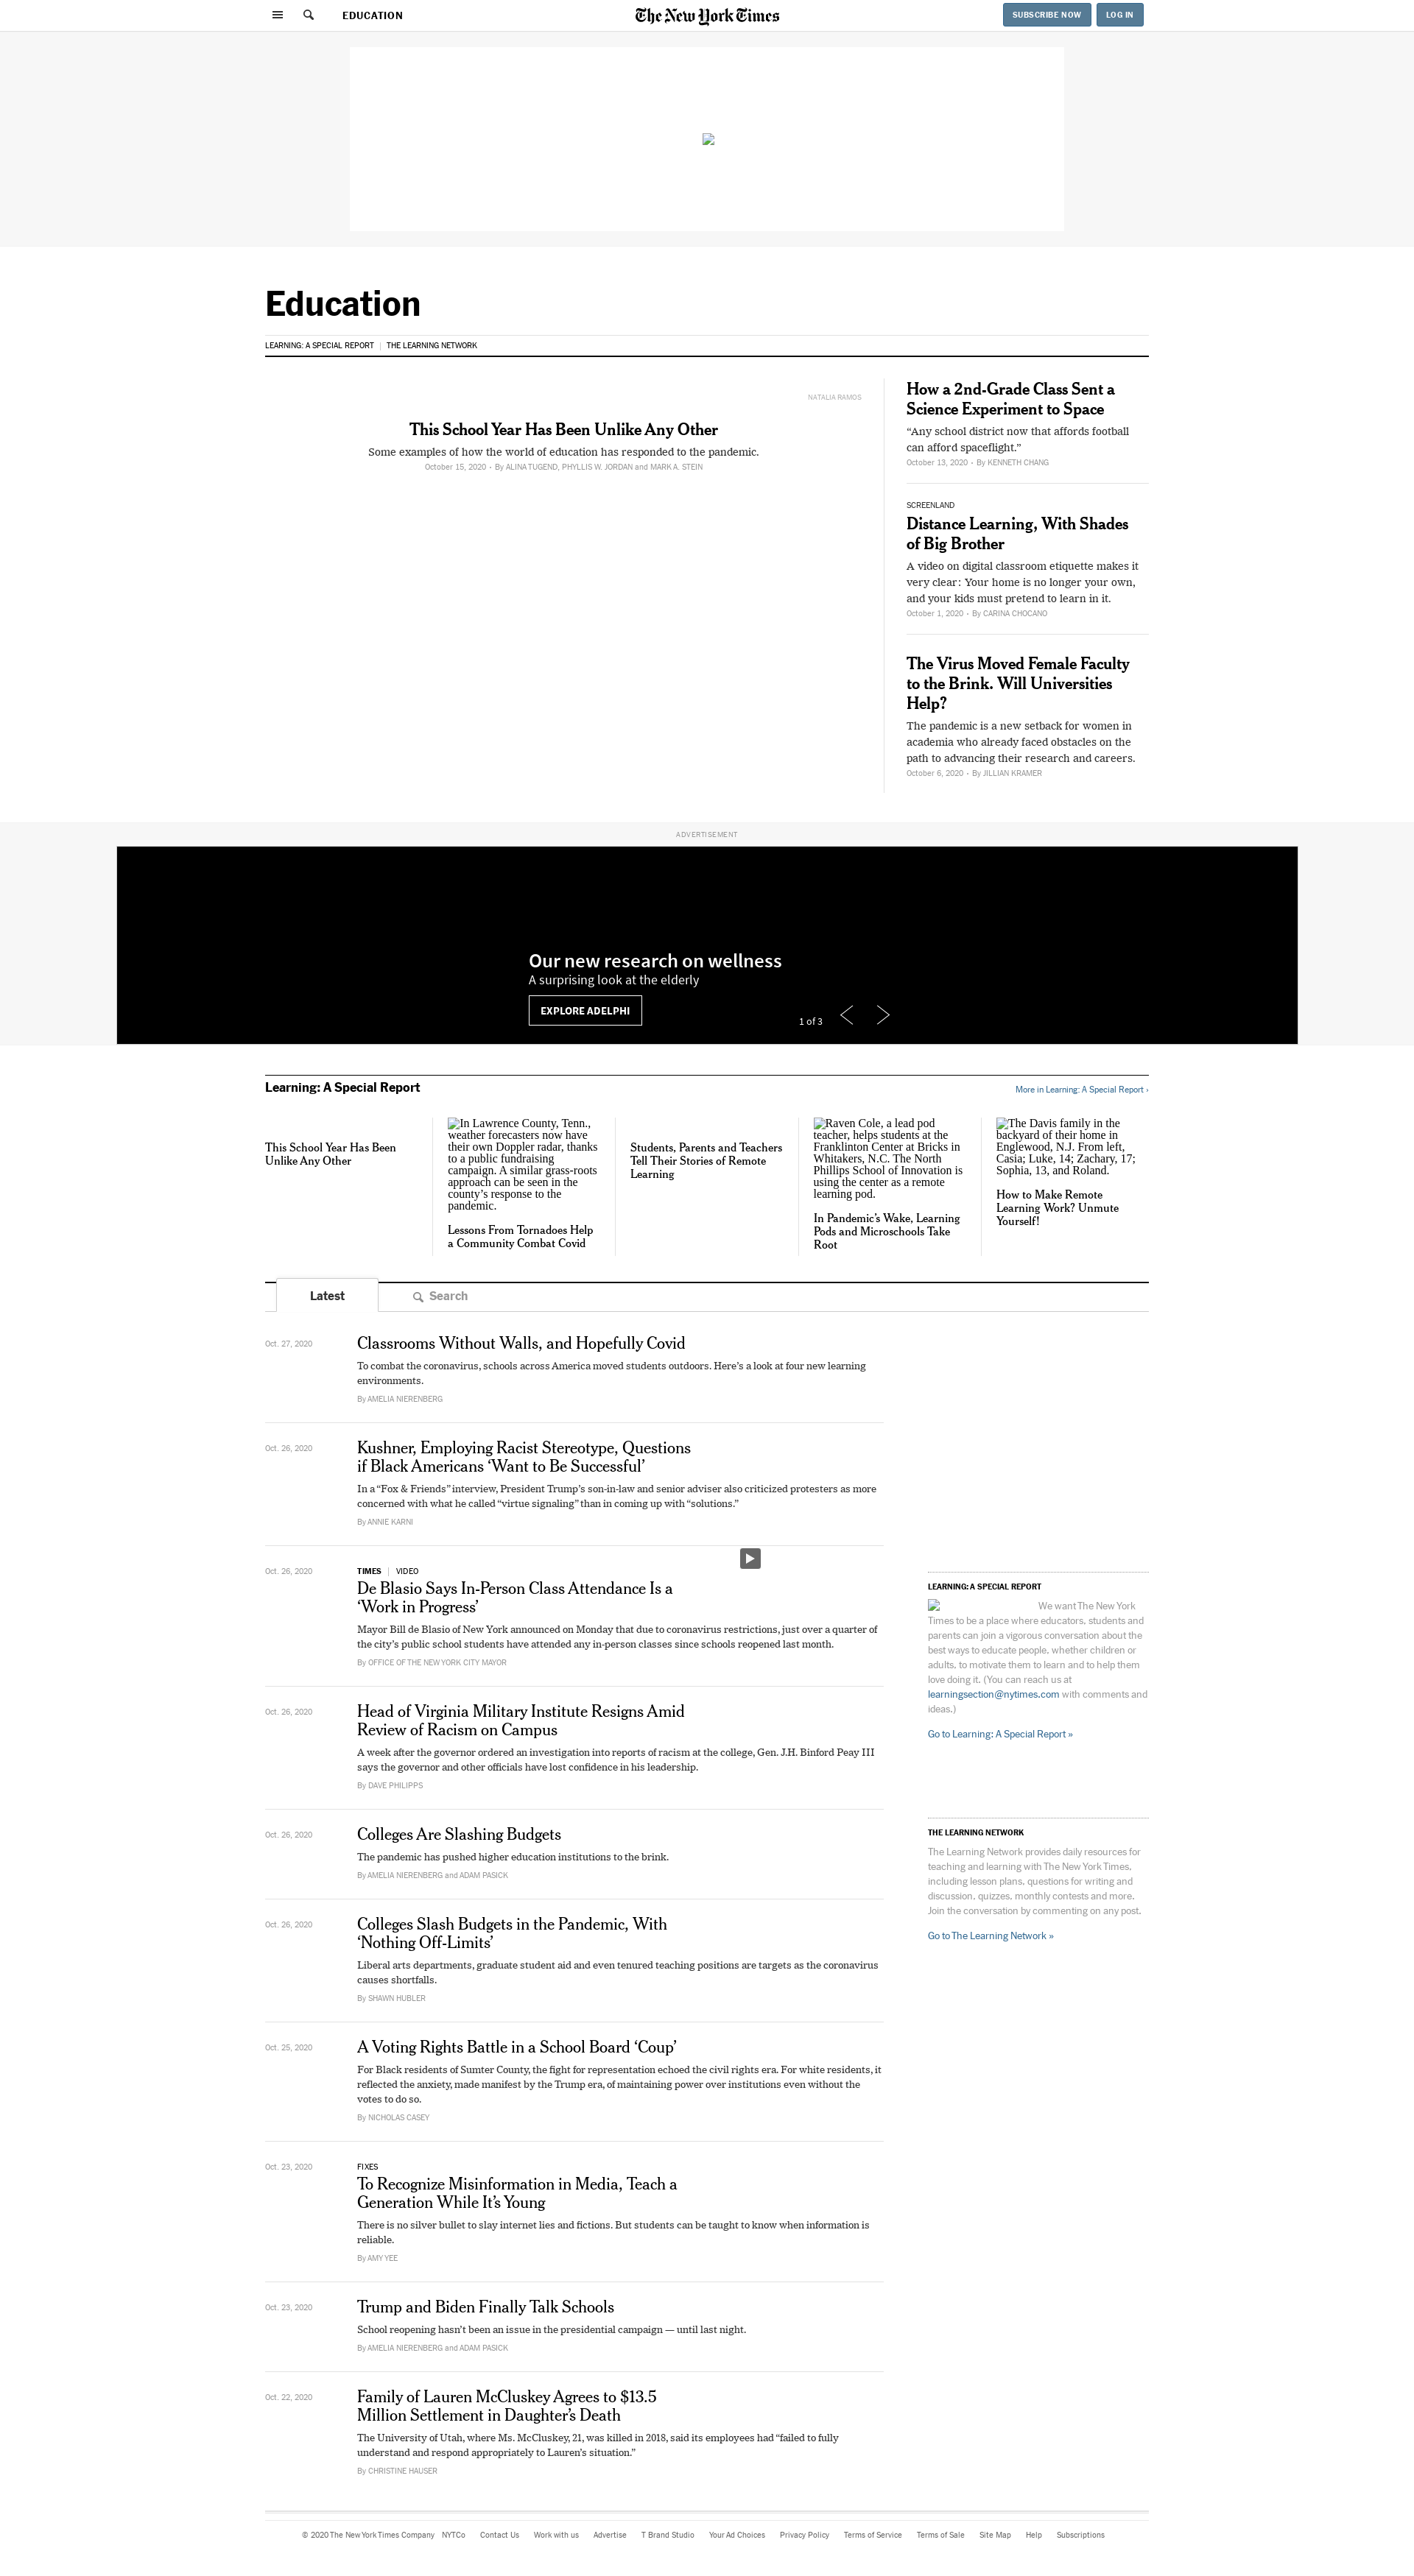 EDUCATION
The New York Times
SUBSCRIBE NOW
LOG IN
Education
LEARNING: A SPECIAL REPORT
THE LEARNING NETWORK
NATALIA RAMOS
This School Year Has Been Unlike Any Other
Some examples of how the world of education has responded to the pandemic.
October 15, 2020 • By ALINA TUGEND, PHYLLIS W. JORDAN and MARK A. STEIN
How a 2nd-Grade Class Sent a
Science Experiment to Space
“Any school district now that affords football
can afford spaceflight.”
October 13, 2020 • By KENNETH CHANG
SCREENLAND
Distance Learning, With Shades
of Big Brother
A video on digital classroom etiquette makes it
very clear: Your home is no longer your own,
and your kids must pretend to learn in it.
October 1, 2020 • By CARINA CHOCANO
The Virus Moved Female Faculty
to the Brink. Will Universities
Help?
The pandemic is a new setback for women in
academia who already faced obstacles on the
path to advancing their research and careers.
October 6, 2020 • By JILLIAN KRAMER
ADVERTISEMENT
Our new research on wellness
A surprising look at the elderly
EXPLORE ADELPHI
1 of 3
Learning: A Special Report
More in Learning: A Special Report ›
This School Year Has Been
Unlike Any Other
In Lawrence County, Tenn.,
weather forecasters now have
their own Doppler radar, thanks
to a public fundraising
campaign. A similar grass-roots
approach can be seen in the
county’s response to the
pandemic.
Lessons From Tornadoes Help
a Community Combat Covid
Students, Parents and Teachers
Tell Their Stories of Remote
Learning
Raven Cole, a lead pod
teacher, helps students at the
Franklinton Center at Bricks in
Whitakers, N.C. The North
Phillips School of Innovation is
using the center as a remote
learning pod.
In Pandemic’s Wake, Learning
Pods and Microschools Take
Root
The Davis family in the
backyard of their home in
Englewood, N.J. From left,
Casia; Luke, 14; Zachary, 17;
Sophia, 13, and Roland.
How to Make Remote
Learning Work? Unmute
Yourself!
Latest
Search
Oct. 27, 2020
Classrooms Without Walls, and Hopefully Covid
To combat the coronavirus, schools across America moved students outdoors. Here’s a look at four new learning
environments.
By AMELIA NIERENBERG
Oct. 26, 2020
Kushner, Employing Racist Stereotype, Questions
if Black Americans ‘Want to Be Successful’
In a “Fox & Friends” interview, President Trump’s son-in-law and senior adviser also criticized protesters as more
concerned with what he called “virtue signaling” than in coming up with “solutions.”
By ANNIE KARNI
Oct. 26, 2020
TIMES | VIDEO
De Blasio Says In-Person Class Attendance Is a
‘Work in Progress’
Mayor Bill de Blasio of New York announced on Monday that due to coronavirus restrictions, just over a quarter of
the city’s public school students have attended any in-person classes since schools reopened last month.
By OFFICE OF THE NEW YORK CITY MAYOR
Oct. 26, 2020
Head of Virginia Military Institute Resigns Amid
Review of Racism on Campus
A week after the governor ordered an investigation into reports of racism at the college, Gen. J.H. Binford Peay III
says the governor and other officials have lost confidence in his leadership.
By DAVE PHILIPPS
Oct. 26, 2020
Colleges Are Slashing Budgets
The pandemic has pushed higher education institutions to the brink.
By AMELIA NIERENBERG and ADAM PASICK
Oct. 26, 2020
Colleges Slash Budgets in the Pandemic, With
‘Nothing Off-Limits’
Liberal arts departments, graduate student aid and even tenured teaching positions are targets as the coronavirus
causes shortfalls.
By SHAWN HUBLER
Oct. 25, 2020
A Voting Rights Battle in a School Board ‘Coup’
For Black residents of Sumter County, the fight for representation echoed the civil rights era. For white residents, it
reflected the anxiety, made manifest by the Trump era, of maintaining power over institutions even without the
votes to do so.
By NICHOLAS CASEY
Oct. 23, 2020
FIXES
To Recognize Misinformation in Media, Teach a
Generation While It’s Young
There is no silver bullet to slay internet lies and fictions. But students can be taught to know when information is
reliable.
By AMY YEE
Oct. 23, 2020
Trump and Biden Finally Talk Schools
School reopening hasn’t been an issue in the presidential campaign — until last night.
By AMELIA NIERENBERG and ADAM PASICK
Oct. 22, 2020
Family of Lauren McCluskey Agrees to $13.5
Million Settlement in Daughter’s Death
The University of Utah, where Ms. McCluskey, 21, was killed in 2018, said its employees had “failed to fully
understand and respond appropriately to Lauren’s situation.”
By CHRISTINE HAUSER
LEARNING: A SPECIAL REPORT
We want The New York
Times to be a place where educators, students and
parents can join a vigorous conversation about the
best ways to educate people, whether children or
adults, to motivate them to learn and to help them
love doing it. (You can reach us at
learningsection@nytimes.com with comments and
ideas.)
Go to Learning: A Special Report »
THE LEARNING NETWORK
The Learning Network provides daily resources for
teaching and learning with The New York Times,
including lesson plans, questions for writing and
discussion, quizzes, monthly contests and more.
Join the conversation by commenting on any post.
Go to The Learning Network »
© 2020 The New York Times Company NYTCo Contact Us Work with us Advertise T Brand Studio Your Ad Choices Privacy Policy Terms of Service Terms of Sale Site Map Help Subscriptions